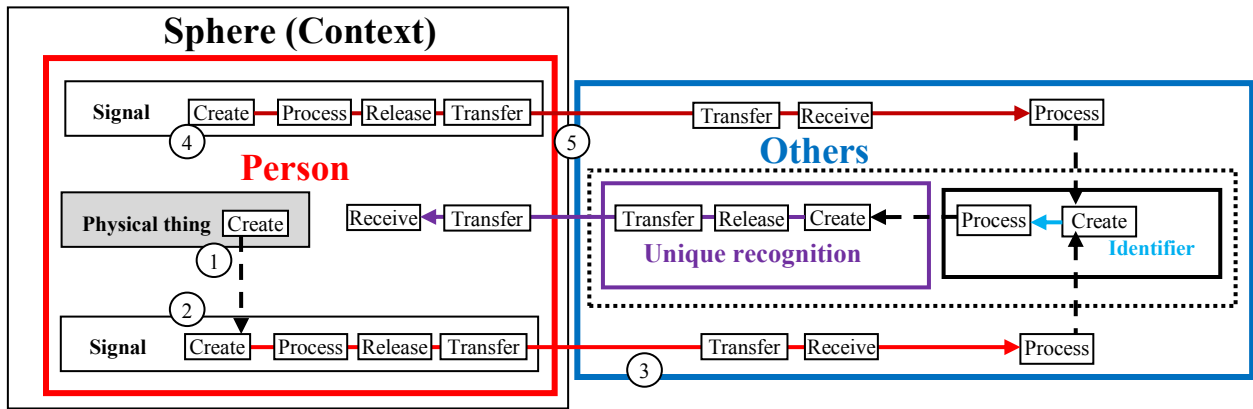 Sphere (Context)
Signal Create Process Release Transfer Transfer Receive Process
4 5
Person Others
Physical thing Create Receive Transfer Transfer Release Create Process Create
Unique recognition Identifier
1
2
Signal Create Process Release Transfer Transfer Receive Process
3